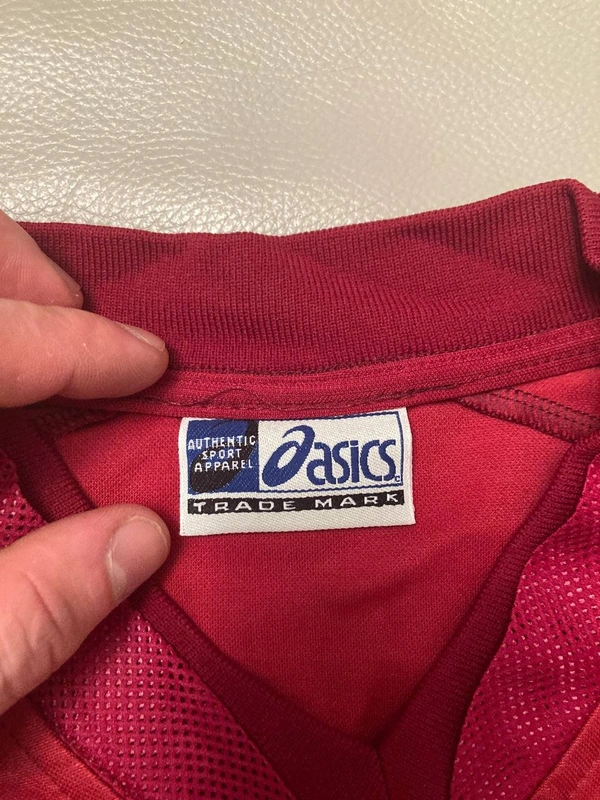 AUTHENTIC
SPORT
APPAREL
asics
TRADE MARK